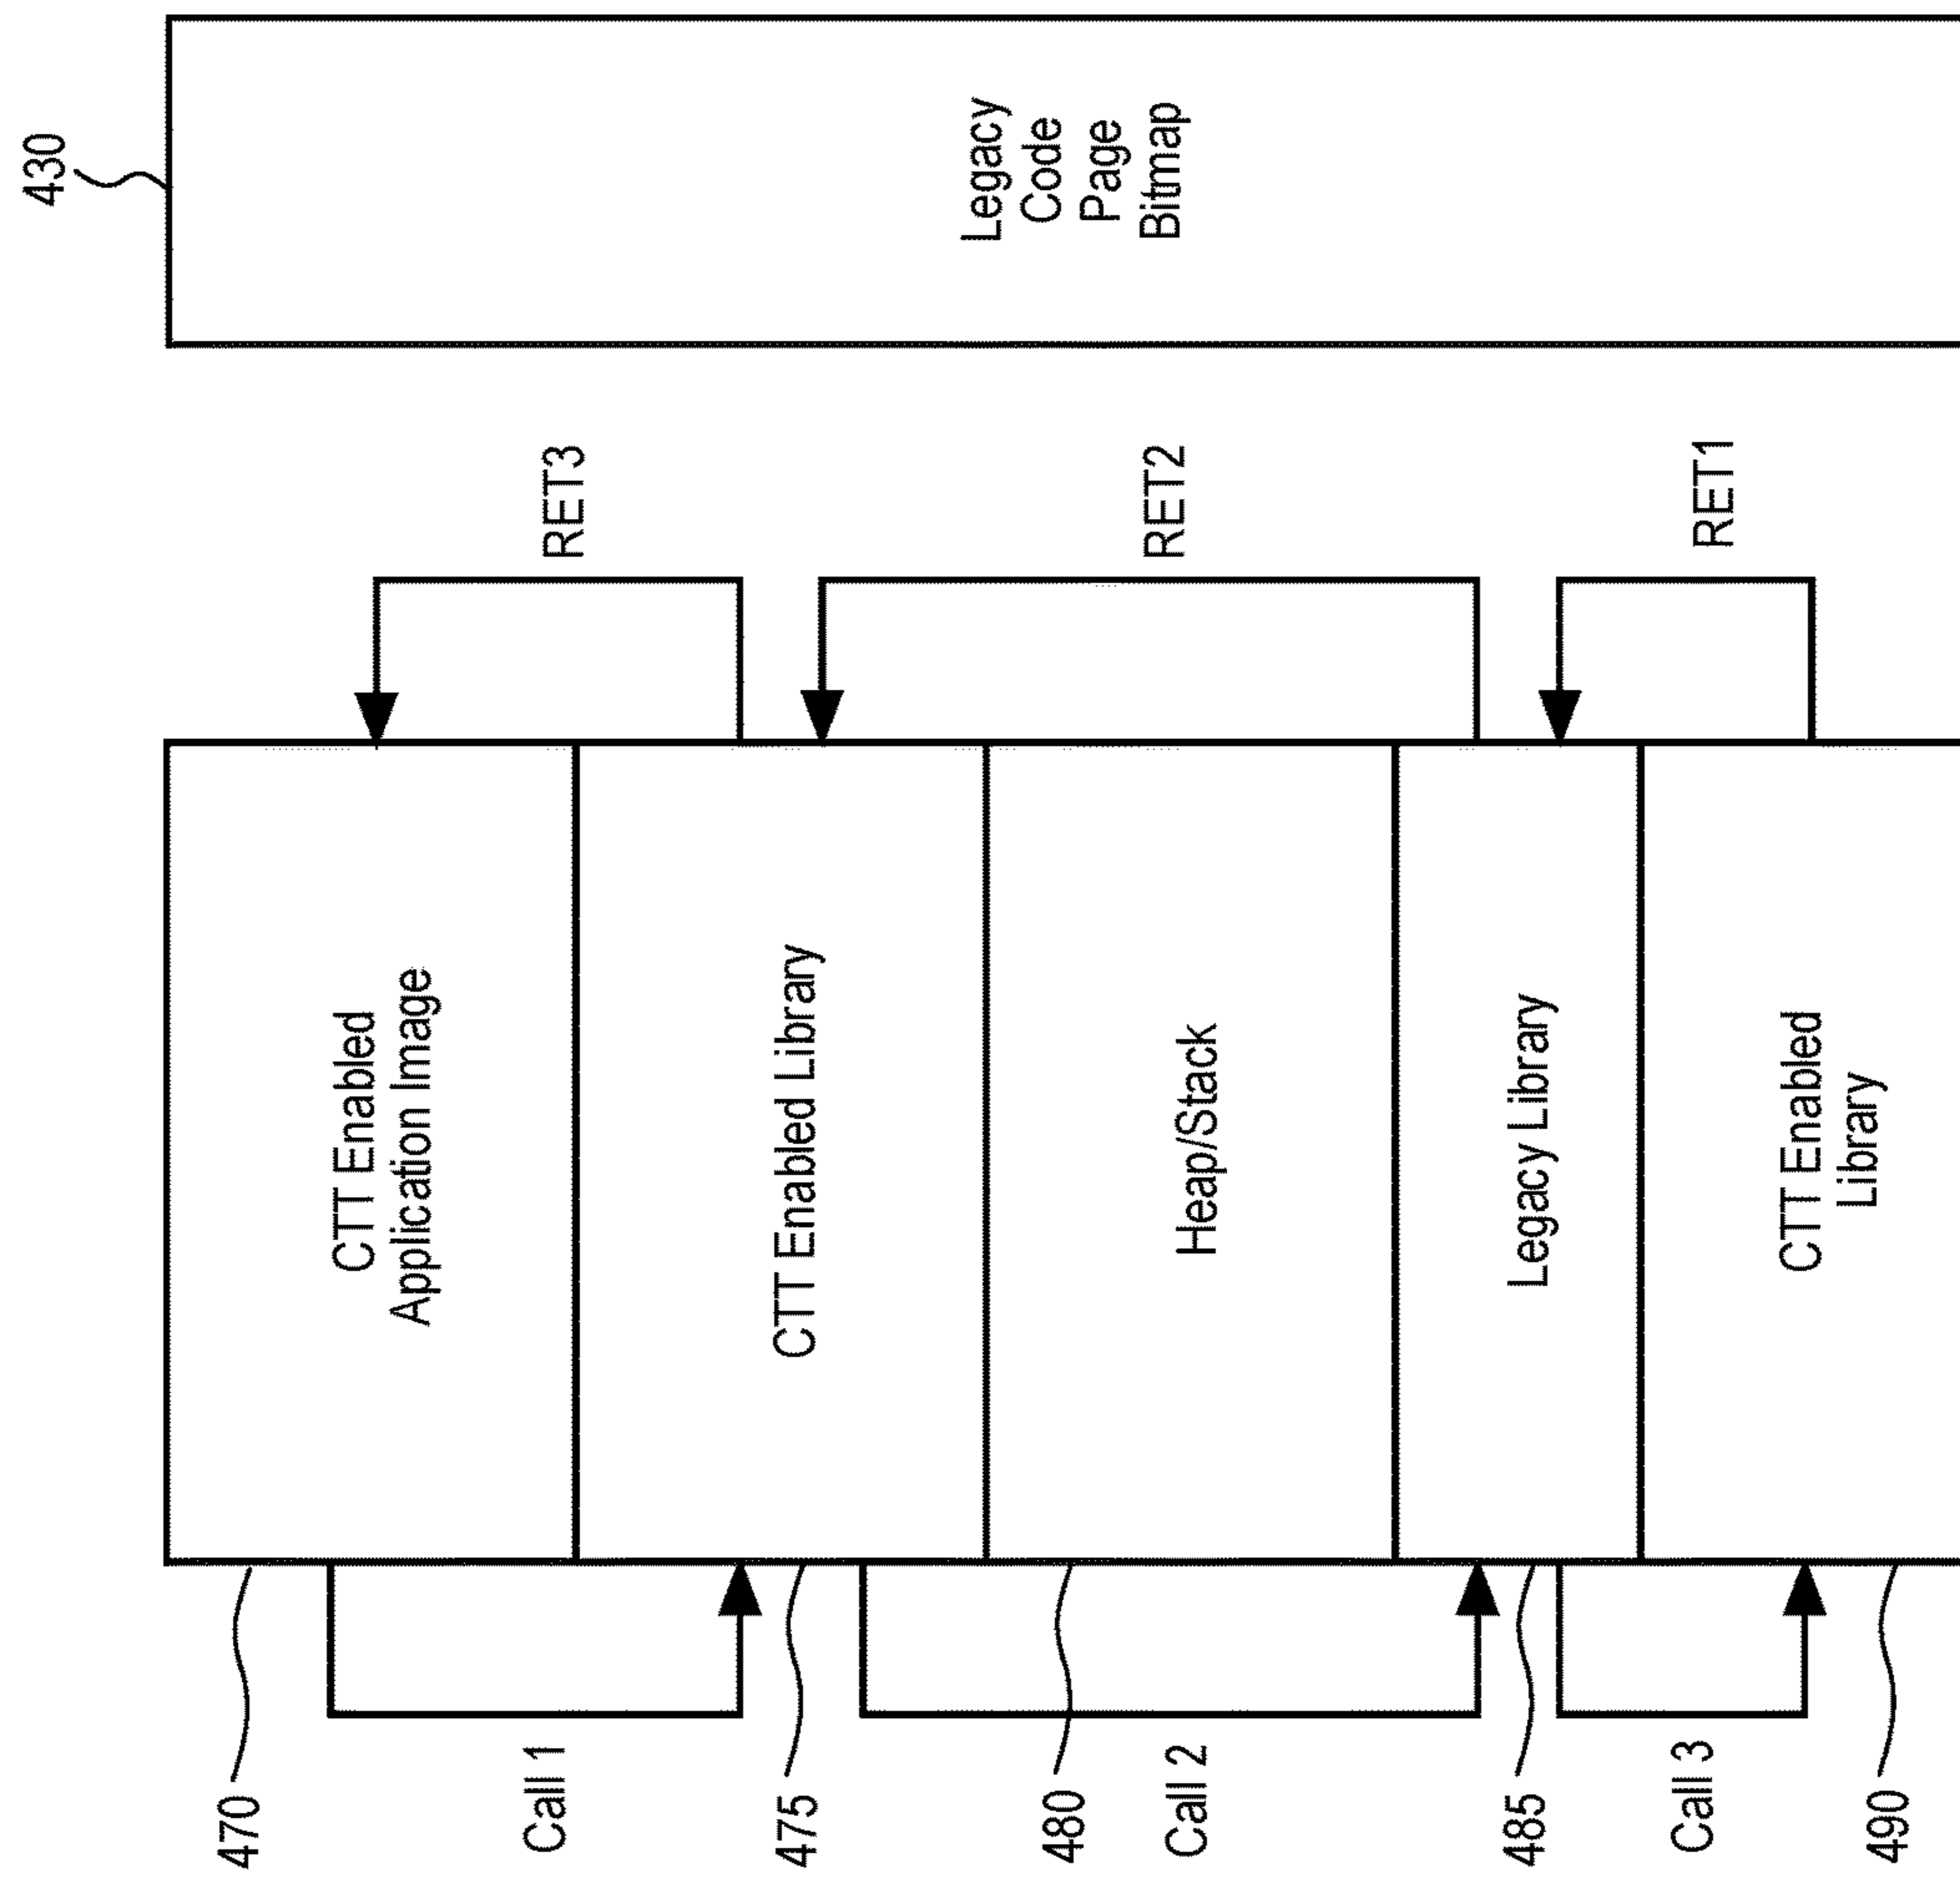 430
Legacy
Code
Page
Bitmap
RET3
RET2
RET1
CTT Enabled
Application Image
CTT Enabled Library
Heap/Stack
Legacy Library
CTT Enabled
Library
470
Call 1
475
480
Call 2
485
Call 3
490